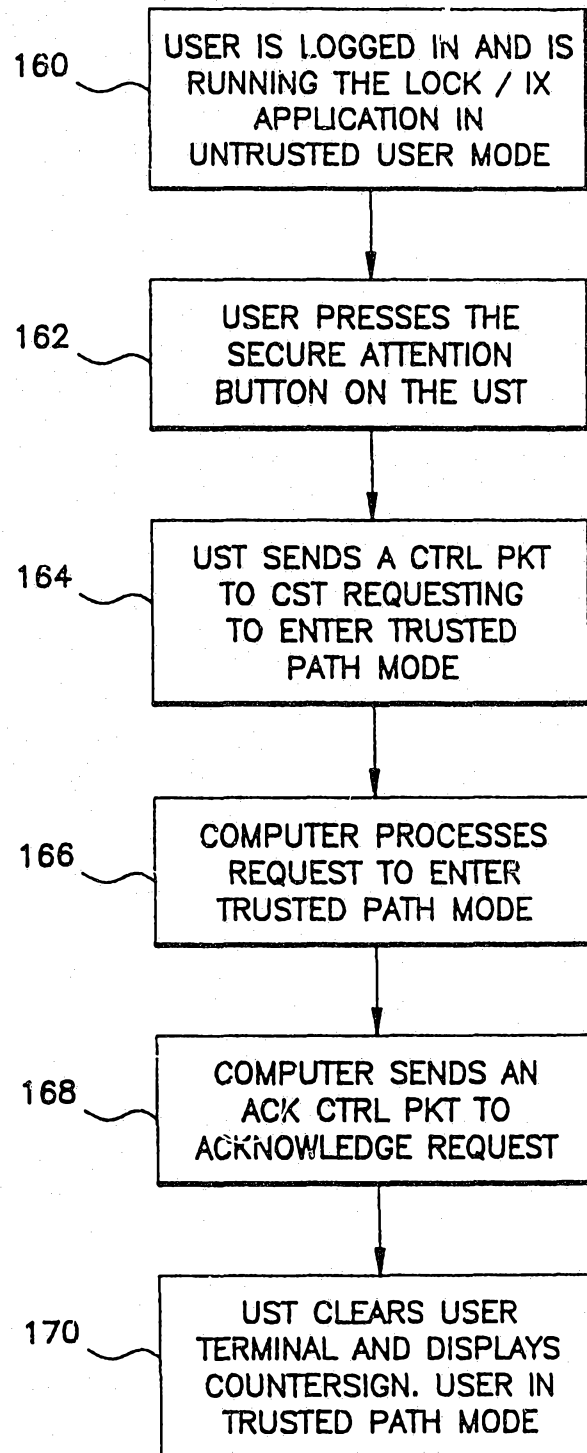 160
USER IS LOGGED IN AND IS
RUNNING THE LOCK / IX
APPLICATION IN
UNTRUSTED USER MODE
162
USER PRESSES THE
SECURE ATTENTION
BUTTON ON THE UST
164
UST SENDS A CTRL PKT
TO CST REQUESTING
TO ENTER TRUSTED
PATH MODE
166
COMPUTER PROCESSES
REQUEST TO ENTER
TRUSTED PATH MODE
168
COMPUTER SENDS AN
ACK CTRL PKT TO
ACKNOWLEDGE REQUEST
170
UST CLEARS USER
TERMINAL AND DISPLAYS
COUNTERSIGN. USER IN
TRUSTED PATH MODE